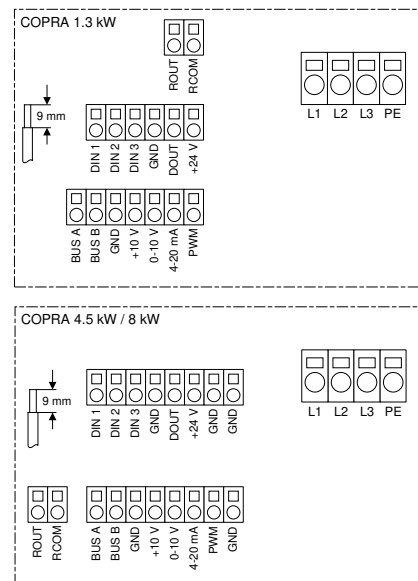 COPRA 1.3 kW
ROUT
RCOM
9 mm
L1 L2 L3 PE
DIN 1
DIN 2
DIN 3
GND
DOUT
+24 V
BUS A
BUS B
GND
+10 V
0-10 V
4-20 mA
PWM
COPRA 4.5 kW / 8 kW
9 mm
L1 L2 L3 PE
DIN 1
DIN 2
DIN 3
GND
DOUT
+24 V
GND
GND
ROUT
RCOM
BUS A
BUS B
GND
+10 V
0-10 V
4-20 mA
PWM
GND